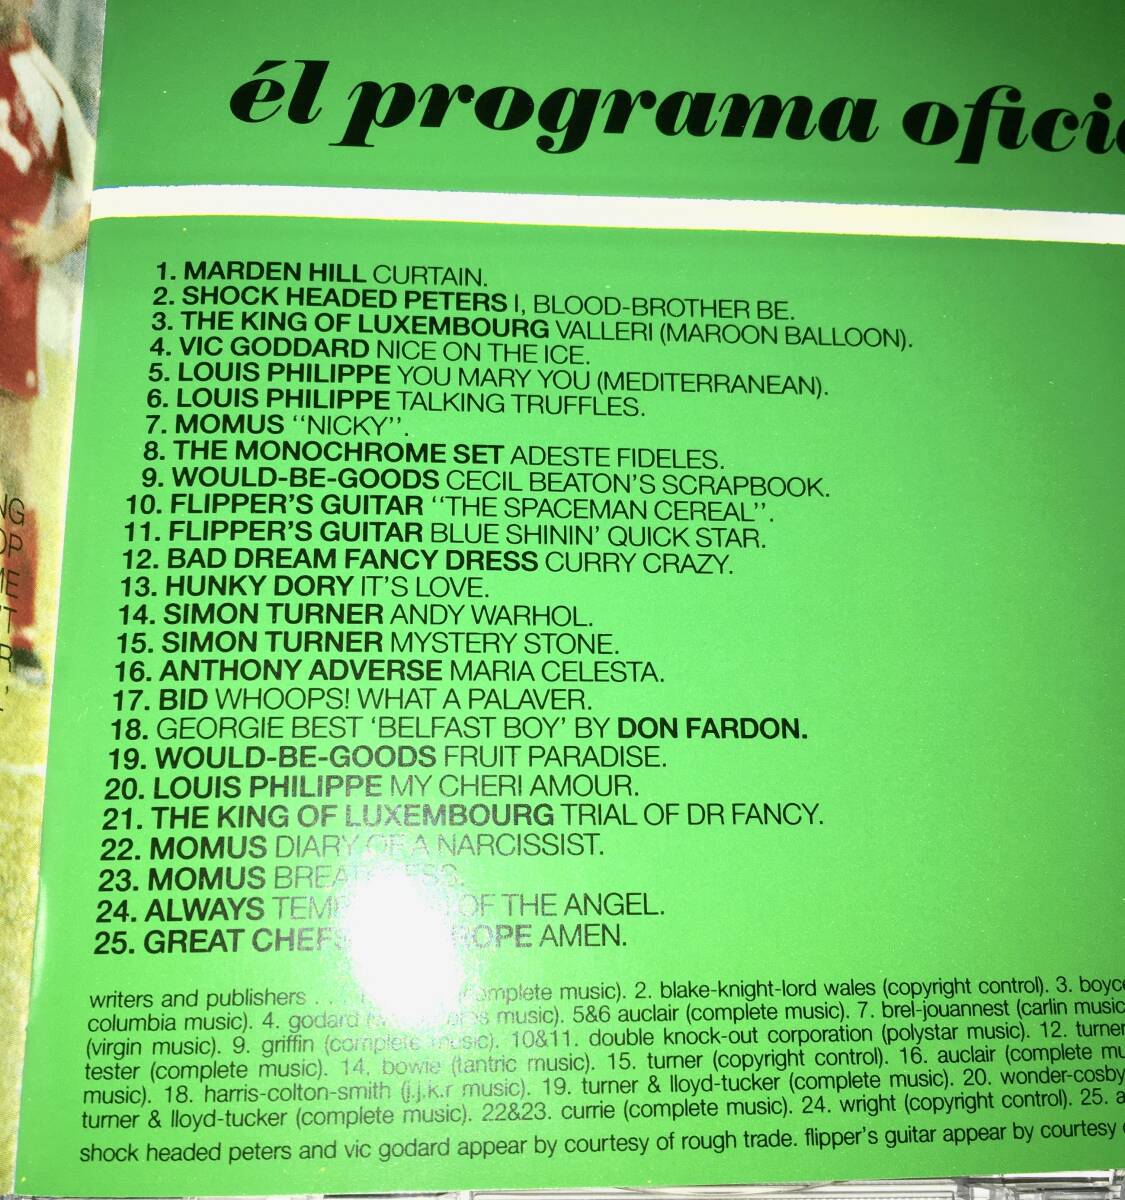 él programa oficia
1. MARDEN HILL CURTAIN.
2. SHOCK HEADED PETERS I, BLOOD-BROTHER BE.
3. THE KING OF LUXEMBOURG VALLERI (MAROON BALLOON).
4. VIC GODDARD NICE ON THE ICE.
5. LOUIS PHILIPPE YOU MARY YOU (MEDITERRANEAN).
6. LOUIS PHILIPPE TALKING TRUFFLES.
7. MOMUS "NICKY".
8. THE MONOCHROME SET ADESTE FIDELES.
9. WOULD-BE-GOODS CECIL BEATON'S SCRAPBOOK.
10. FLIPPER'S GUITAR "THE SPACEMAN CEREAL".
11. FLIPPER'S GUITAR BLUE SHININ' QUICK STAR.
12. BAD DREAM FANCY DRESS CURRY CRAZY.
13. HUNKY DORY IT'S LOVE.
14. SIMON TURNER ANDY WARHOL.
15. SIMON TURNER MYSTERY STONE.
16. ANTHONY ADVERSE MARIA CELESTA.
17. BID WHOOPS! WHAT A PALAVER.
18. GEORGIE BEST 'BELFAST BOY' BY DON FARDON.
19. WOULD-BE-GOODS FRUIT PARADISE.
20. LOUIS PHILIPPE MY CHERI AMOUR.
21. THE KING OF LUXEMBOURG TRIAL OF DR FANCY.
22. MOMUS DIARY OF A NARCISSIST.
23. MOMUS
24. ALWAYS OF THE ANGEL.
25. GREAT CHEFS AMEN.
writers and publishers . . (complete music). 2. blake-knight-lord wales (copyright control). 3. boyce
columbia music). 4. godard music). 5&6 auclair (complete music). 7. brel-jouannest (carlin music
(virgin music). 9. griffin (complete music). 10&11. double knock-out corporation (polystar music). 12. turner
tester (complete music). 14. bowie (tantric music). 15. turner (copyright control). 16. auclair (complete mu
music). 18. harris-colton-smith (j.j.k.r music). 19. turner & lloyd-tucker (complete music). 20. wonder-cosby
turner & lloyd-tucker (complete music). 22&23. currie (complete music). 24. wright (copyright control). 25. a
shock headed peters and vic godard appear by courtesy of rough trade. flipper's guitar appear by courtesy
NG
OP
ME
'T
R